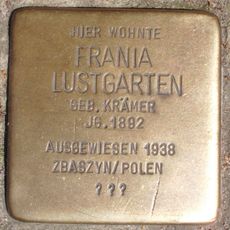 HIER WOHNTE
FRANIA
LUSTGARTEN
GEB. KRÄMER
JG. 1892
AUSGEWIESEN 1938
ZBASZYN/POLEN
???